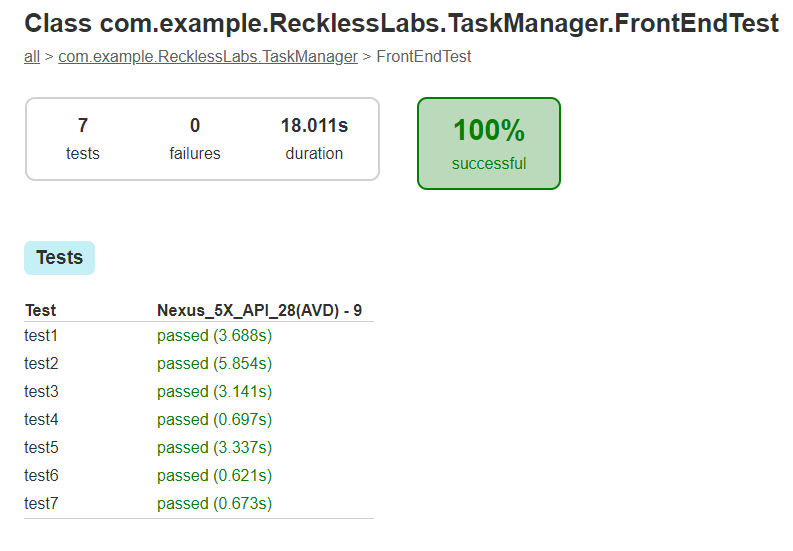 Class com.example.RecklessLabs.TaskManager.FrontEndTest
all > com.example.RecklessLabs.TaskManager > FrontEndTest
7 0 18.011s
tests failures duration
100%
successful
Tests
Test Nexus_5X_API_28(AVD) - 9
test1 passed (3.688s)
test2 passed (5.854s)
test3 passed (3.141s)
test4 passed (0.697s)
test5 passed (3.337s)
test6 passed (0.621s)
test7 passed (0.673s)